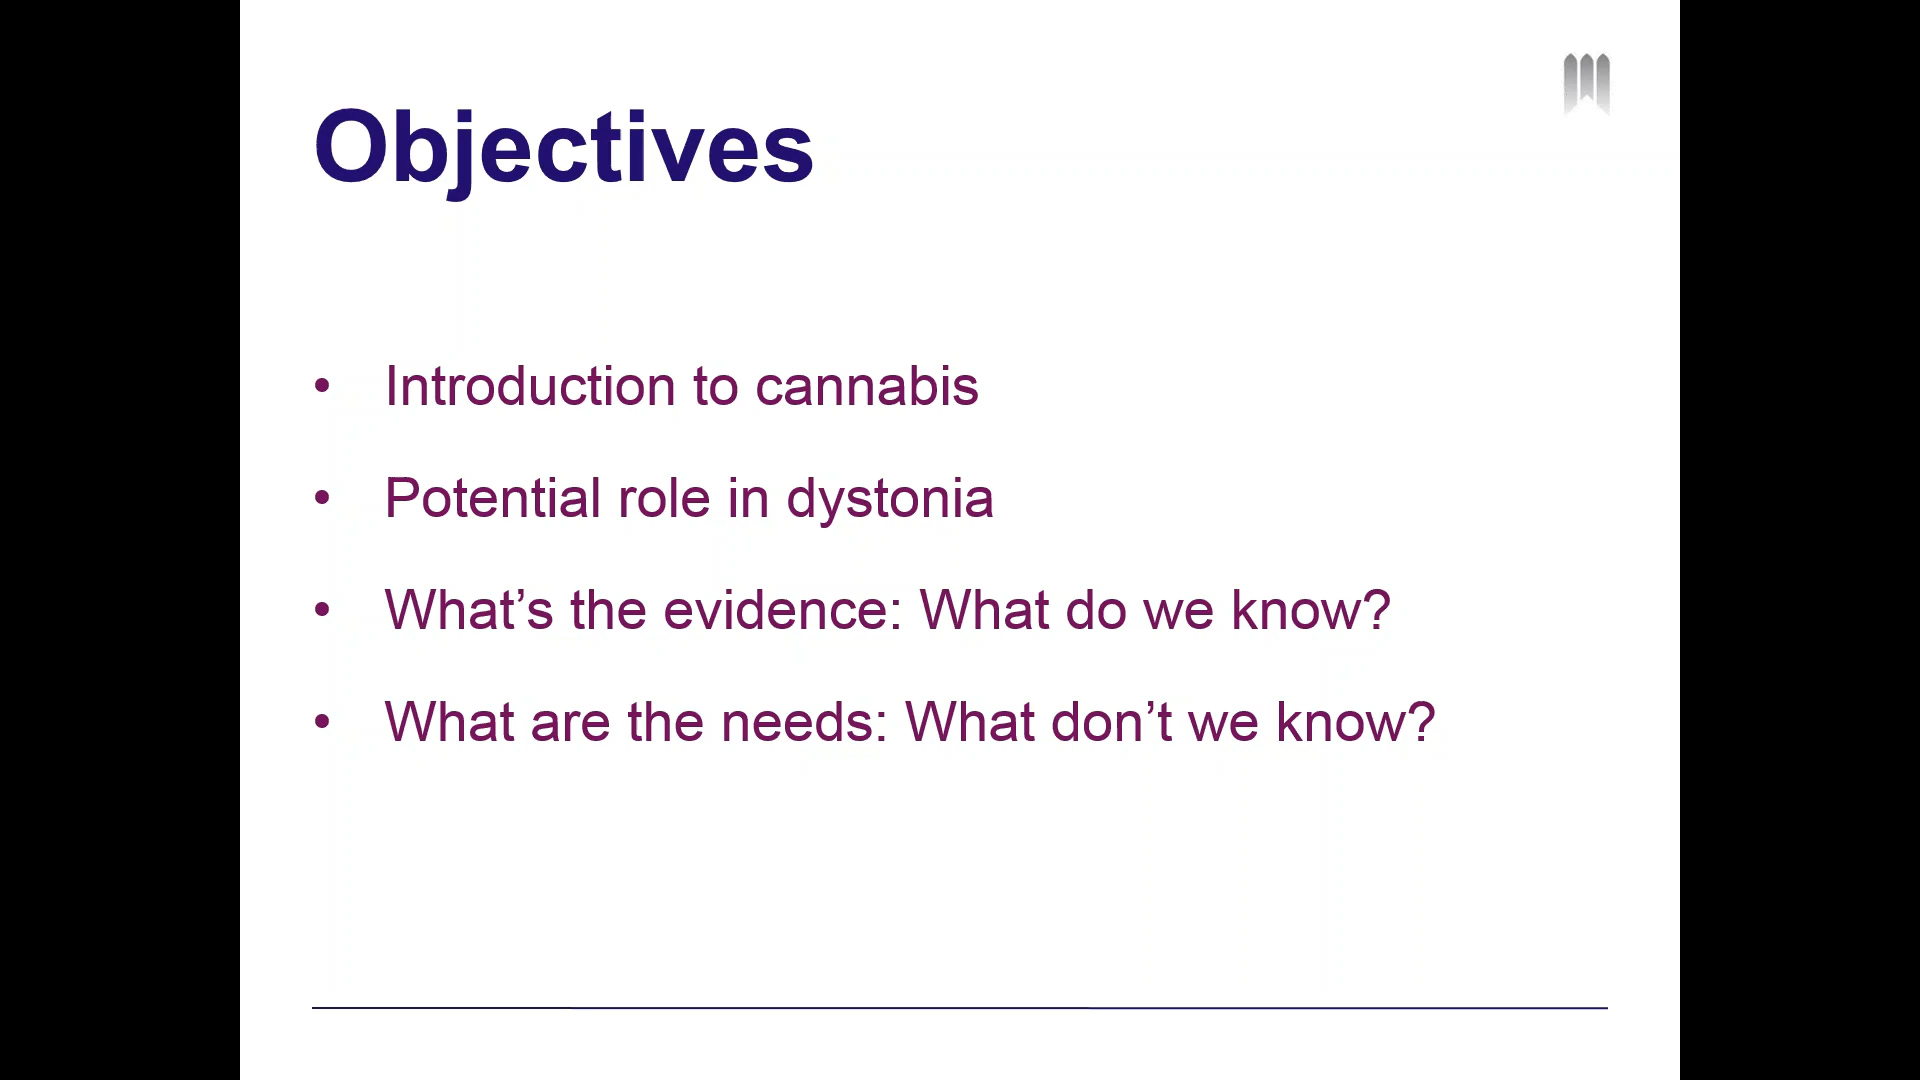 Objectives
• Introduction to cannabis
• Potential role in dystonia
• What’s the evidence: What do we know?
• What are the needs: What don’t we know?